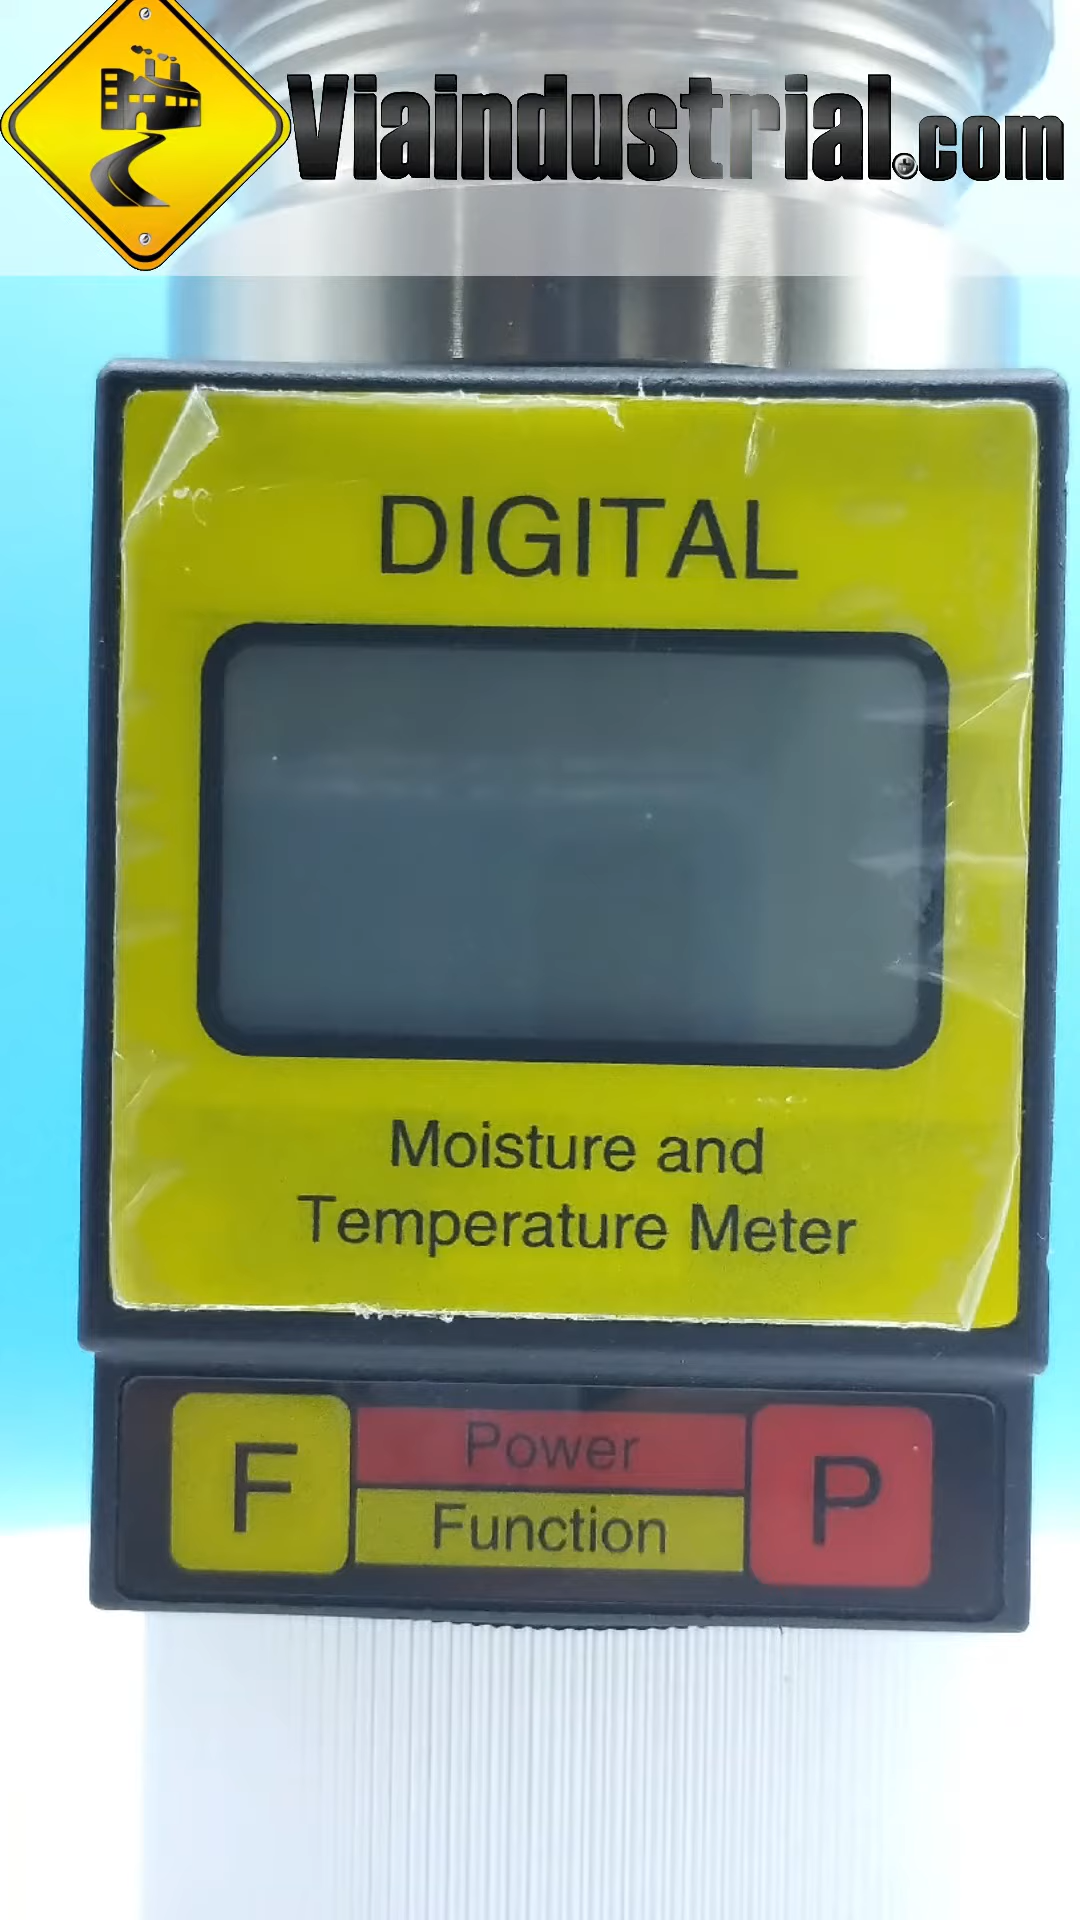 Viaindustrial.com
DIGITAL
Moisture and
Temperature Meter
F
Power
Function
P